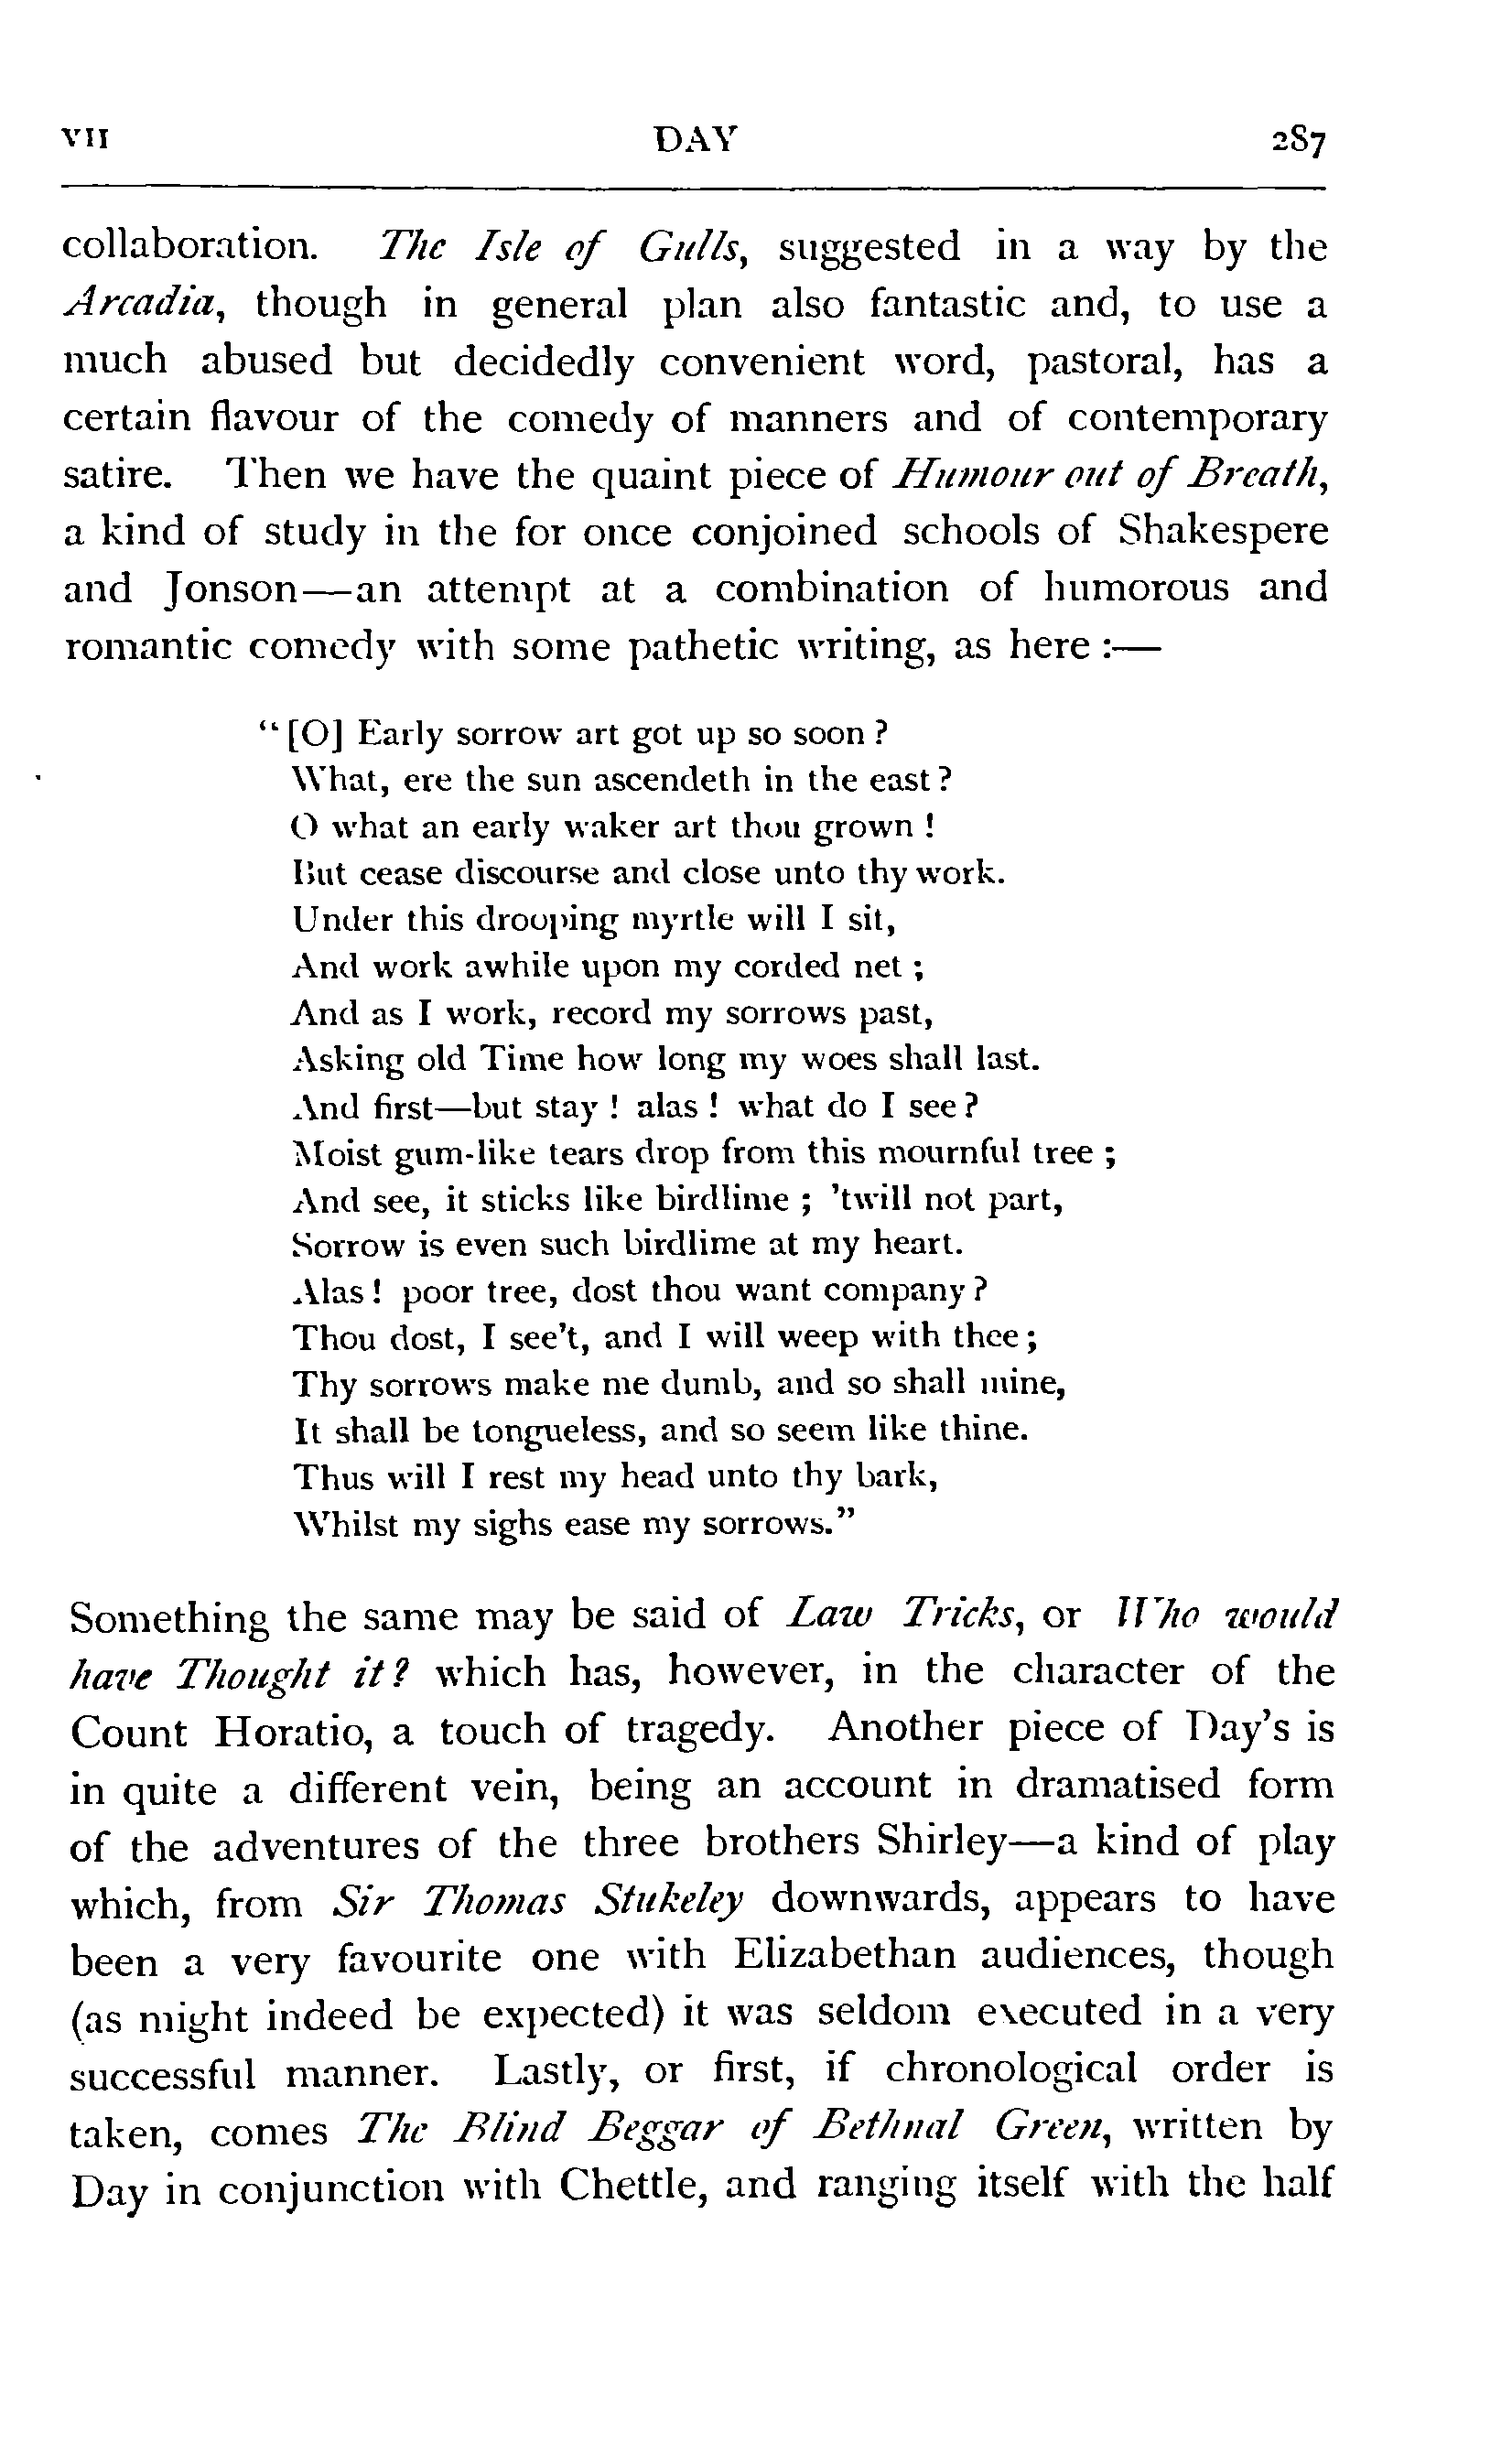 VII DAY 287
collaboration. The Isle of Gulls, suggested in a way by the
Arcadia, though in general plan also fantastic and, to use a
much abused but decidedly convenient word, pastoral, has a
certain flavour of the comedy of manners and of contemporary
satire. Then we have the quaint piece of Humour out of Breath,
a kind of study in the for once conjoined schools of Shakespere
and Jonson—an attempt at a combination of humorous and
romantic comedy with some pathetic writing, as here :—
“ [O] Early sorrow art got up so soon ?
What, ere the sun ascendeth in the east ?
O what an early waker art thou grown !
But cease discourse and close unto thy work.
Under this drooping myrtle will I sit,
And work awhile upon my corded net ;
And as I work, record my sorrows past,
Asking old Time how long my woes shall last.
And first—but stay ! alas ! what do I see ?
Moist gum-like tears drop from this mournful tree ;
And see, it sticks like birdlime ; ’twill not part,
Sorrow is even such birdlime at my heart.
Alas ! poor tree, dost thou want company ?
Thou dost, I see’t, and I will weep with thee ;
Thy sorrows make me dumb, and so shall mine,
It shall be tongueless, and so seem like thine.
Thus will I rest my head unto thy bark,
Whilst my sighs ease my sorrows.”
Something the same may be said of Law Tricks, or Who would
have Thought it? which has, however, in the character of the
Count Horatio, a touch of tragedy. Another piece of Day’s is
in quite a different vein, being an account in dramatised form
of the adventures of the three brothers Shirley—a kind of play
which, from Sir Thomas Stukeley downwards, appears to have
been a very favourite one with Elizabethan audiences, though
(as might indeed be expected) it was seldom executed in a very
successful manner. Lastly, or first, if chronological order is
taken, comes The Blind Beggar of Bethnal Green, written by
Day in conjunction with Chettle, and ranging itself with the half